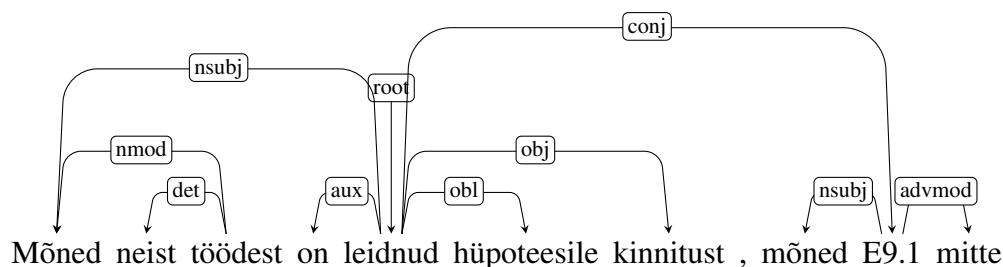 conj
nsubj
root
nmod obj
det aux obl nsubj advmod
Mõned neist töödest on leidnud hüpoteesile kinnitust , mõned E9.1 mitte